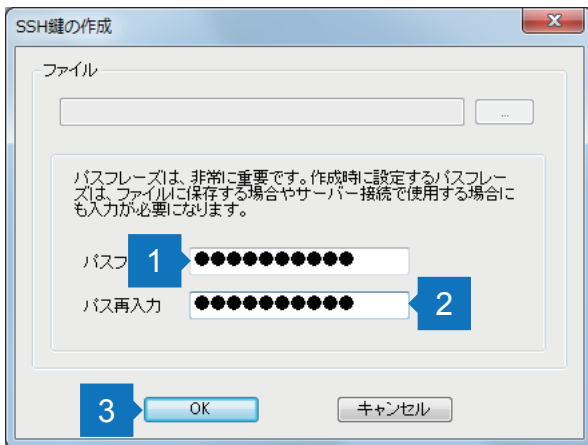 SSH鍵の作成
ファイル
...
パスフレーズは、非常に重要です。作成時に設定するパスフレー
ズは、ファイルに保存する場合やサーバー接続で使用する場合に
も入力が必要になります。
パスフ 1 ●●●●●●●●●●
パス再入力 ●●●●●●●●●● 2
3 OK キャンセル